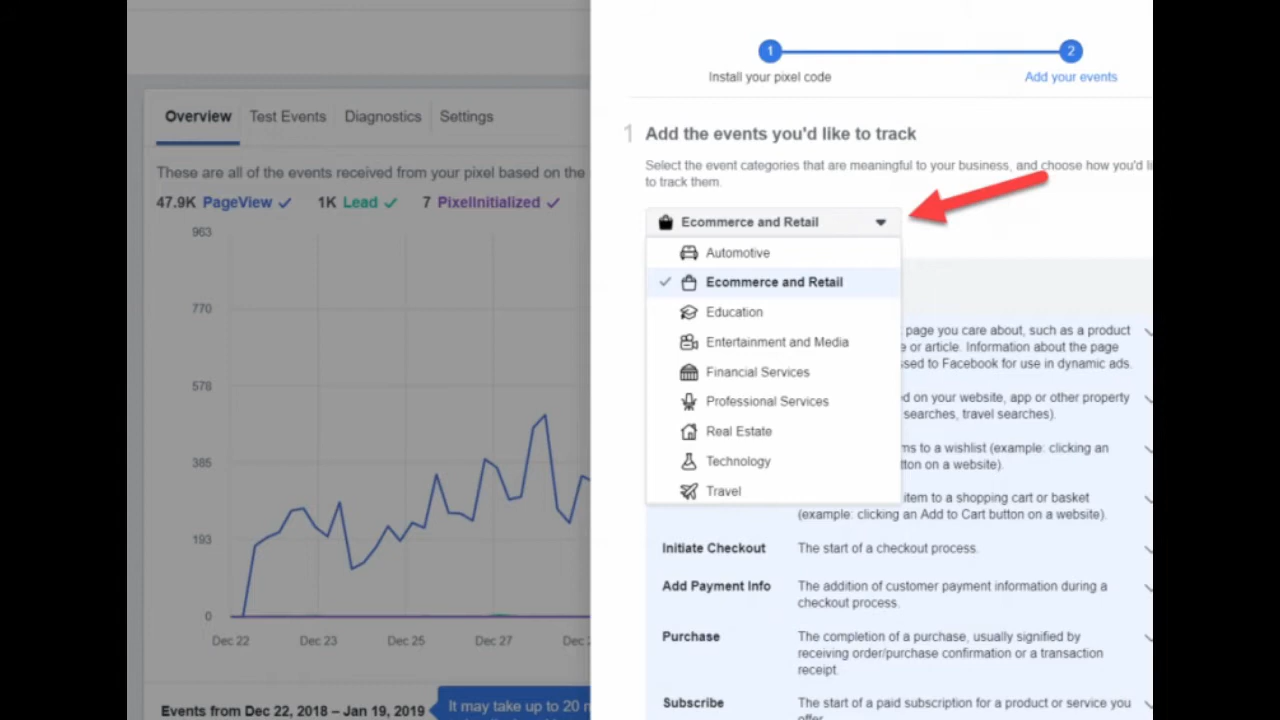 Overview Test Events Diagnostics Settings
These are all of the events received from your pixel based on the
47.9K PageView 1K Lead 7 PixelInitialized
963
770
578
385
193
0
Dec 22 Dec 23 Dec 25 Dec 27 Dec
Events from Dec 22, 2018 – Jan 19, 2019
It may take up to 20
1 2
Install your pixel code Add your events
1 Add the events you'd like to track
Select the event categories that are meaningful to your business, and choose how you'd
to track them.
Ecommerce and Retail
Automotive
Ecommerce and Retail
Education
Entertainment and Media
Financial Services
Professional Services
Real Estate
Technology
Travel
page you care about, such as a product
or article. Information about the page
to Facebook for use in dynamic ads.
on your website, app or other property
searches, travel searches).
to a wishlist (example: clicking an
on a website).
item to a shopping cart or basket
(example: clicking an Add to Cart button on a website).
Initiate Checkout The start of a checkout process.
Add Payment Info The addition of customer payment information during a
checkout process.
Purchase The completion of a purchase, usually signified by
receiving order/purchase confirmation or a transaction
receipt.
Subscribe The start of a paid subscription for a product or service you